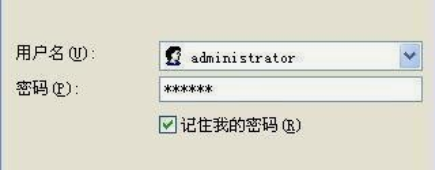 用户名(U): administrator
密码(P): ******
记住我的密码(R)